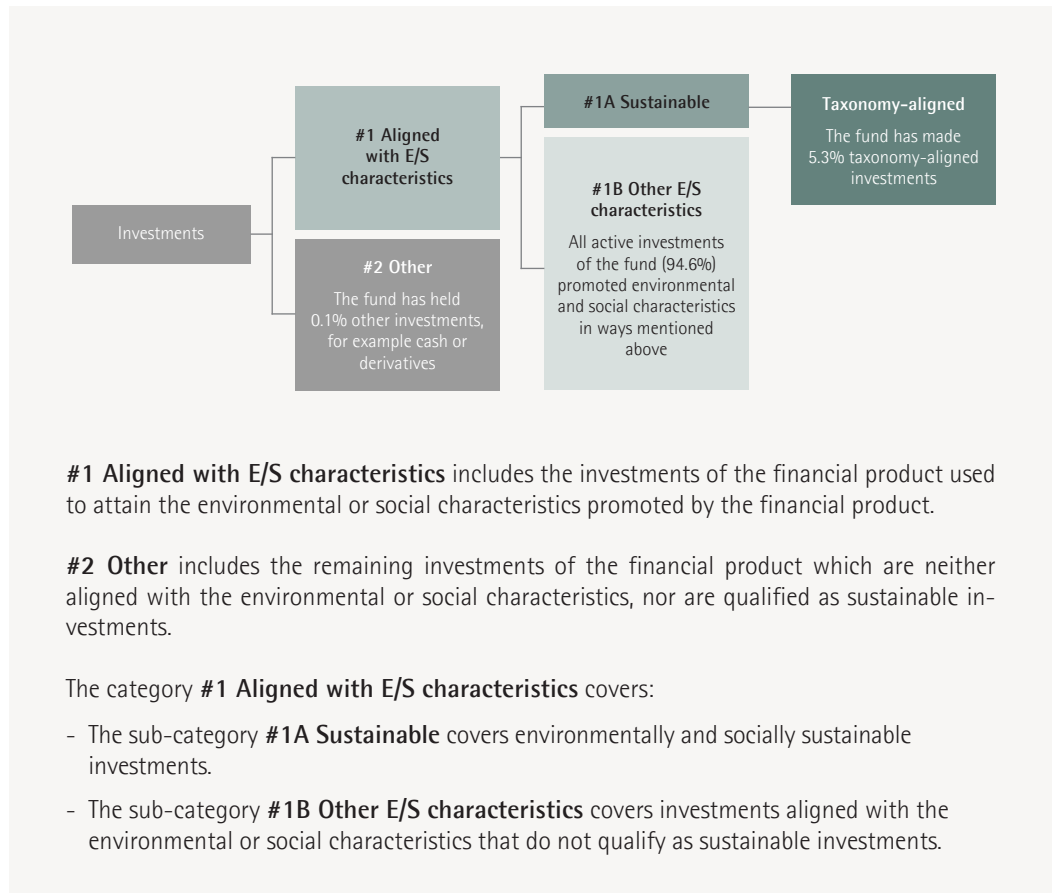 Investments
#1 Aligned
with E/S
characteristics
#2 Other
The fund has held
0.1% other investments,
for example cash or
derivatives
#1A Sustainable
#1B Other E/S
characteristics
All active investments
of the fund (94.6%)
promoted environmental
and social characteristics
in ways mentioned
above
Taxonomy-aligned
The fund has made
5.3% taxonomy-aligned
investments
#1 Aligned with E/S characteristics includes the investments of the financial product used
to attain the environmental or social characteristics promoted by the financial product.
#2 Other includes the remaining investments of the financial product which are neither
aligned with the environmental or social characteristics, nor are qualified as sustainable in-
vestments.
The category #1 Aligned with E/S characteristics covers:
- The sub-category #1A Sustainable covers environmentally and socially sustainable
investments.
- The sub-category #1B Other E/S characteristics covers investments aligned with the
environmental or social characteristics that do not qualify as sustainable investments.